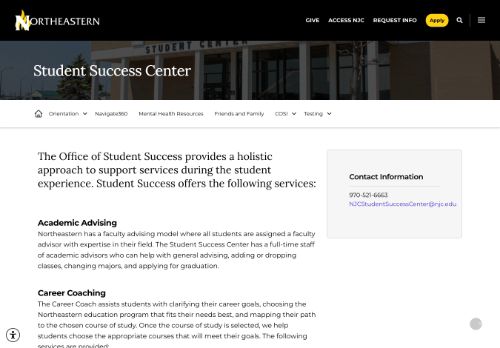 NORTHEASTERN
GIVE ACCESS NJC REQUEST INFO Apply
STUDENT CENTER
Student Success Center
Orientation Navigate360 Mental Health Resources Friends and Family COSI Testing
The Office of Student Success provides a holistic
approach to support services during the student
experience. Student Success offers the following services:
Academic Advising
Northeastern has a faculty advising model where all students are assigned a faculty
advisor with expertise in their field. The Student Success Center has a full-time staff
of academic advisors who can help with general advising, adding or dropping
classes, changing majors, and applying for graduation.
Career Coaching
The Career Coach assists students with clarifying their career goals, choosing the
Northeastern education program that fits their needs best, and mapping their path
to the chosen course of study. Once the course of study is selected, we help
students choose the appropriate courses that will meet their goals. The following
services are provided:
Contact Information
970-521-6663
NJCStudentSuccessCenter@njc.edu